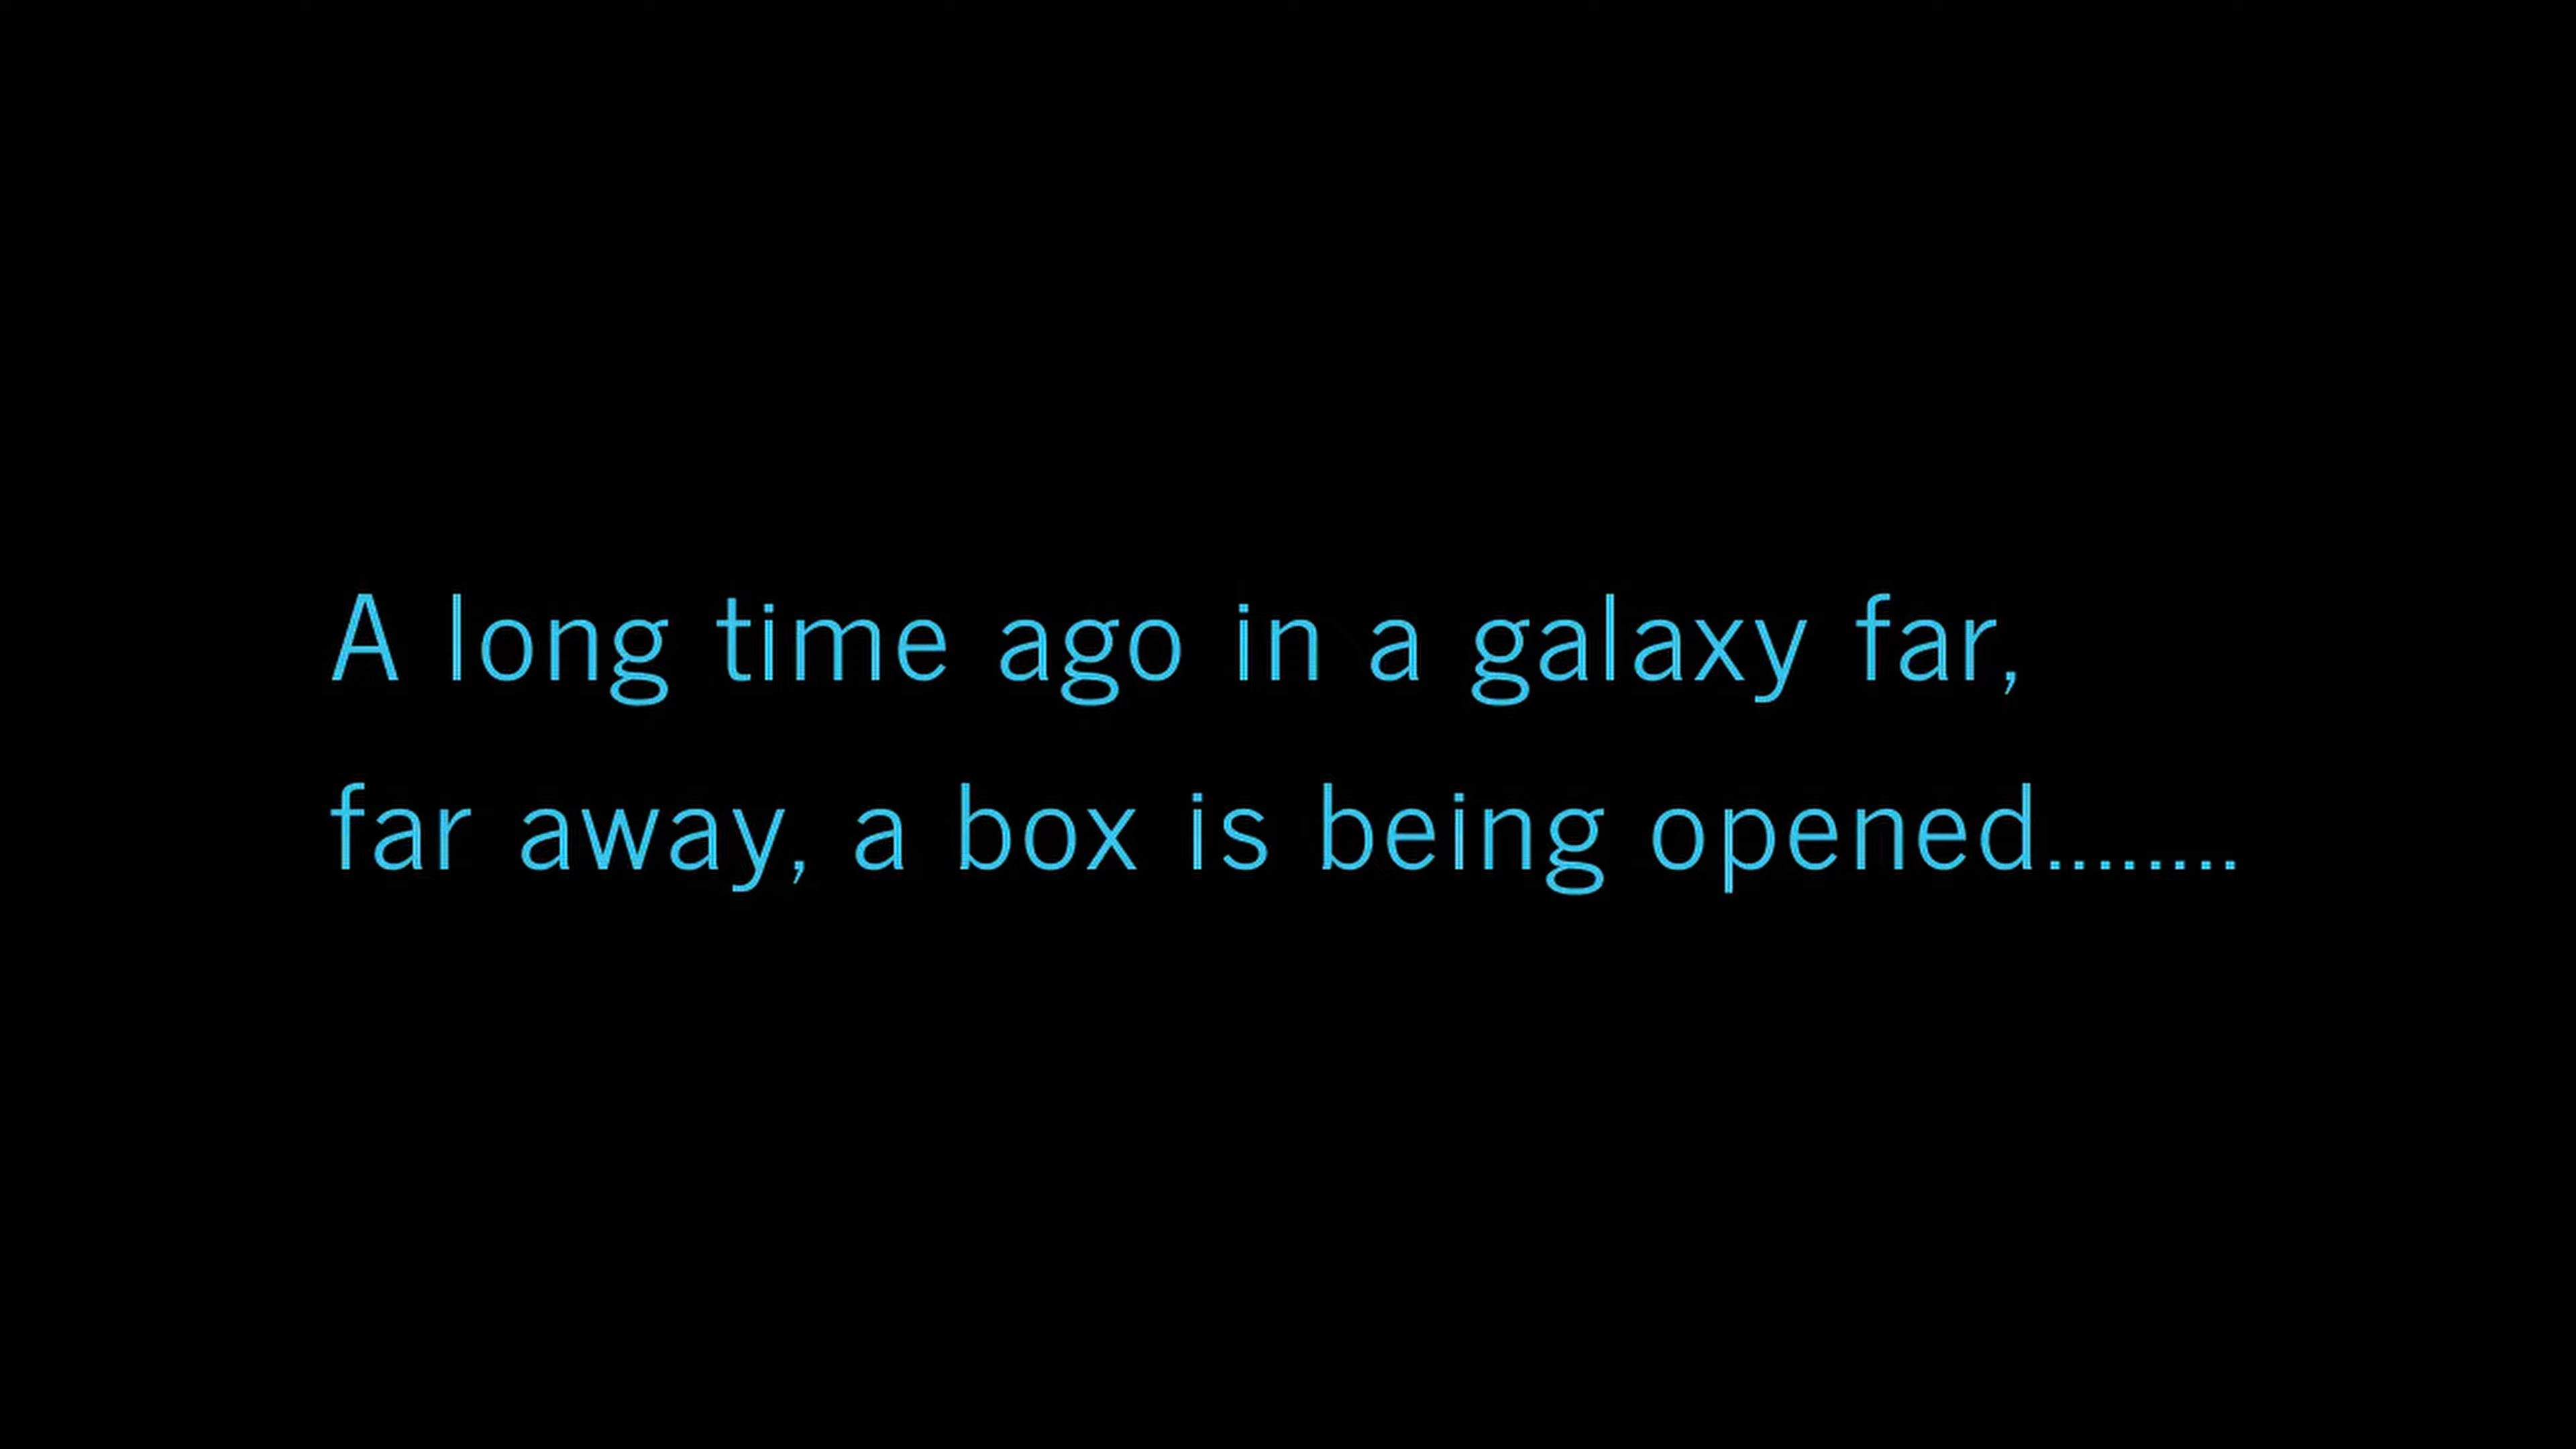 A long time ago in a galaxy far,
far away, a box is being opened........